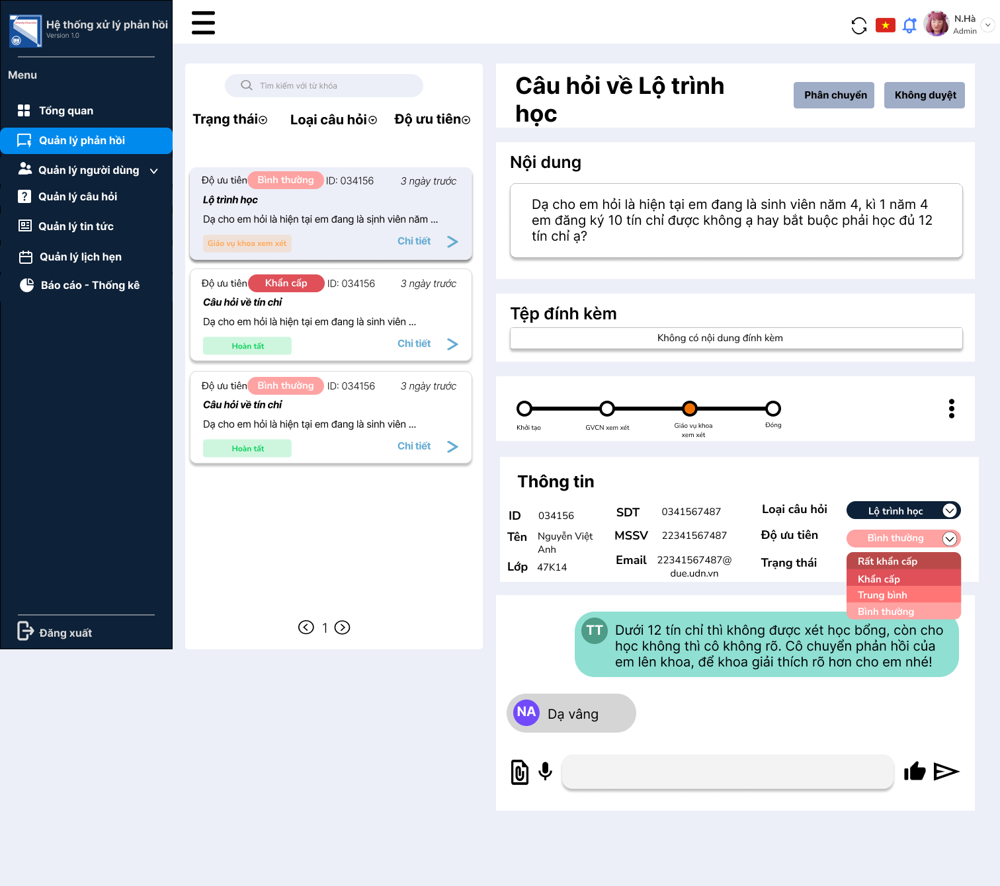 Hệ thống xử lý phản hồi
Version 1.0
Menu
Tổng quan
Quản lý phản hồi
Quản lý người dùng
Quản lý câu hỏi
Quản lý tin tức
Quản lý lịch hẹn
Báo cáo - Thống kê
Đăng xuất
N.Hà
Admin
Tìm kiếm với từ khóa
Trạng thái Loại câu hỏi Độ ưu tiên
Độ ưu tiên Bình thường ID: 034156 3 ngày trước
Lộ trình học
Dạ cho em hỏi là hiện tại em đang là sịnh viên năm ...
Giáo vụ khoa xem xét Chi tiết
Độ ưu tiên Khẩn cấp ID: 034156 3 ngày trước
Câu hỏi về tín chỉ
Dạ cho em hỏi là hiện tại em đang là sinh viên ...
Hoàn tất Chi tiết
Độ ưu tiên Bình thường ID: 034156 3 ngày trước
Câu hỏi về tín chỉ
Dạ cho em hỏi là hiện tại em đang là sinh viên ...
Hoàn tất Chi tiết
1
Câu hỏi về Lộ trình
học
Phân chuyển Không duyệt
Nội dung
Dạ cho em hỏi là hiện tại em đang là sinh viên năm 4, kì 1 năm 4
em đăng ký 10 tín chỉ được không ạ hay bắt buộc phải học đủ 12
tín chỉ ạ?
Tệp đính kèm
Không có nội dung đính kèm
Khởi tạo
GVCN xem xét
Giáo vụ khoa
xem xét
Đóng
Thông tin
ID 034156
Tên Nguyễn Việt
Anh
Lớp 47K14
SDT 0341567487
MSSV 22341567487
Email 22341567487@
due.udn.vn
Loại câu hỏi Lộ trình học
Độ ưu tiên Bình thường
Trạng thái
Rất khẩn cấp
Khẩn cấp
Trung bình
Bình thường
TT
Dưới 12 tín chỉ thì không được xét học bổng, còn cho
học không thì cô không rõ. Cô chuyển phản hồi của
em lên khoa, để khoa giải thích rõ hơn cho em nhé!
NA Dạ vâng